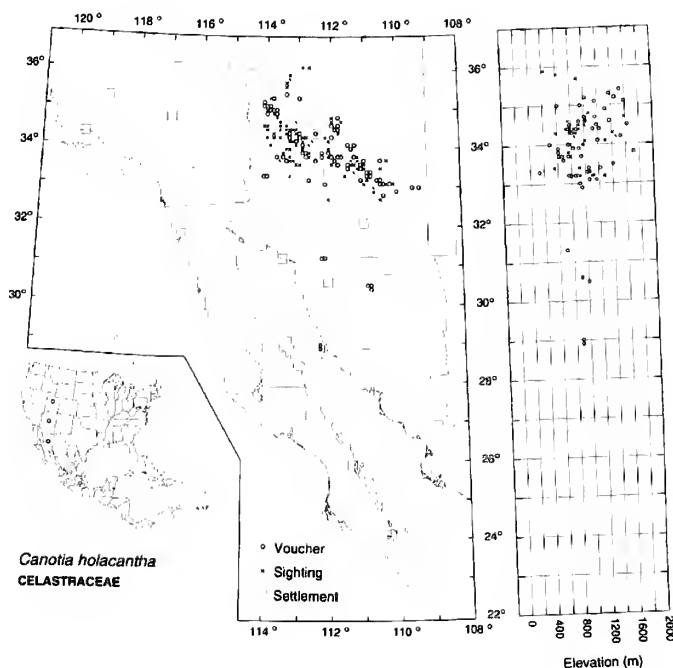 120° 118° 116° 114° 112° 110° 108°
36° 36°
34° 34°
32° 32°
30° 30°
28°
26°
24°
22°
Canotia holacantha
CELASTRACEAE
Voucher
Sighting
Settlement
114° 112° 110° 108°
0 400 800 1200 1600 2000
Elevation (m)